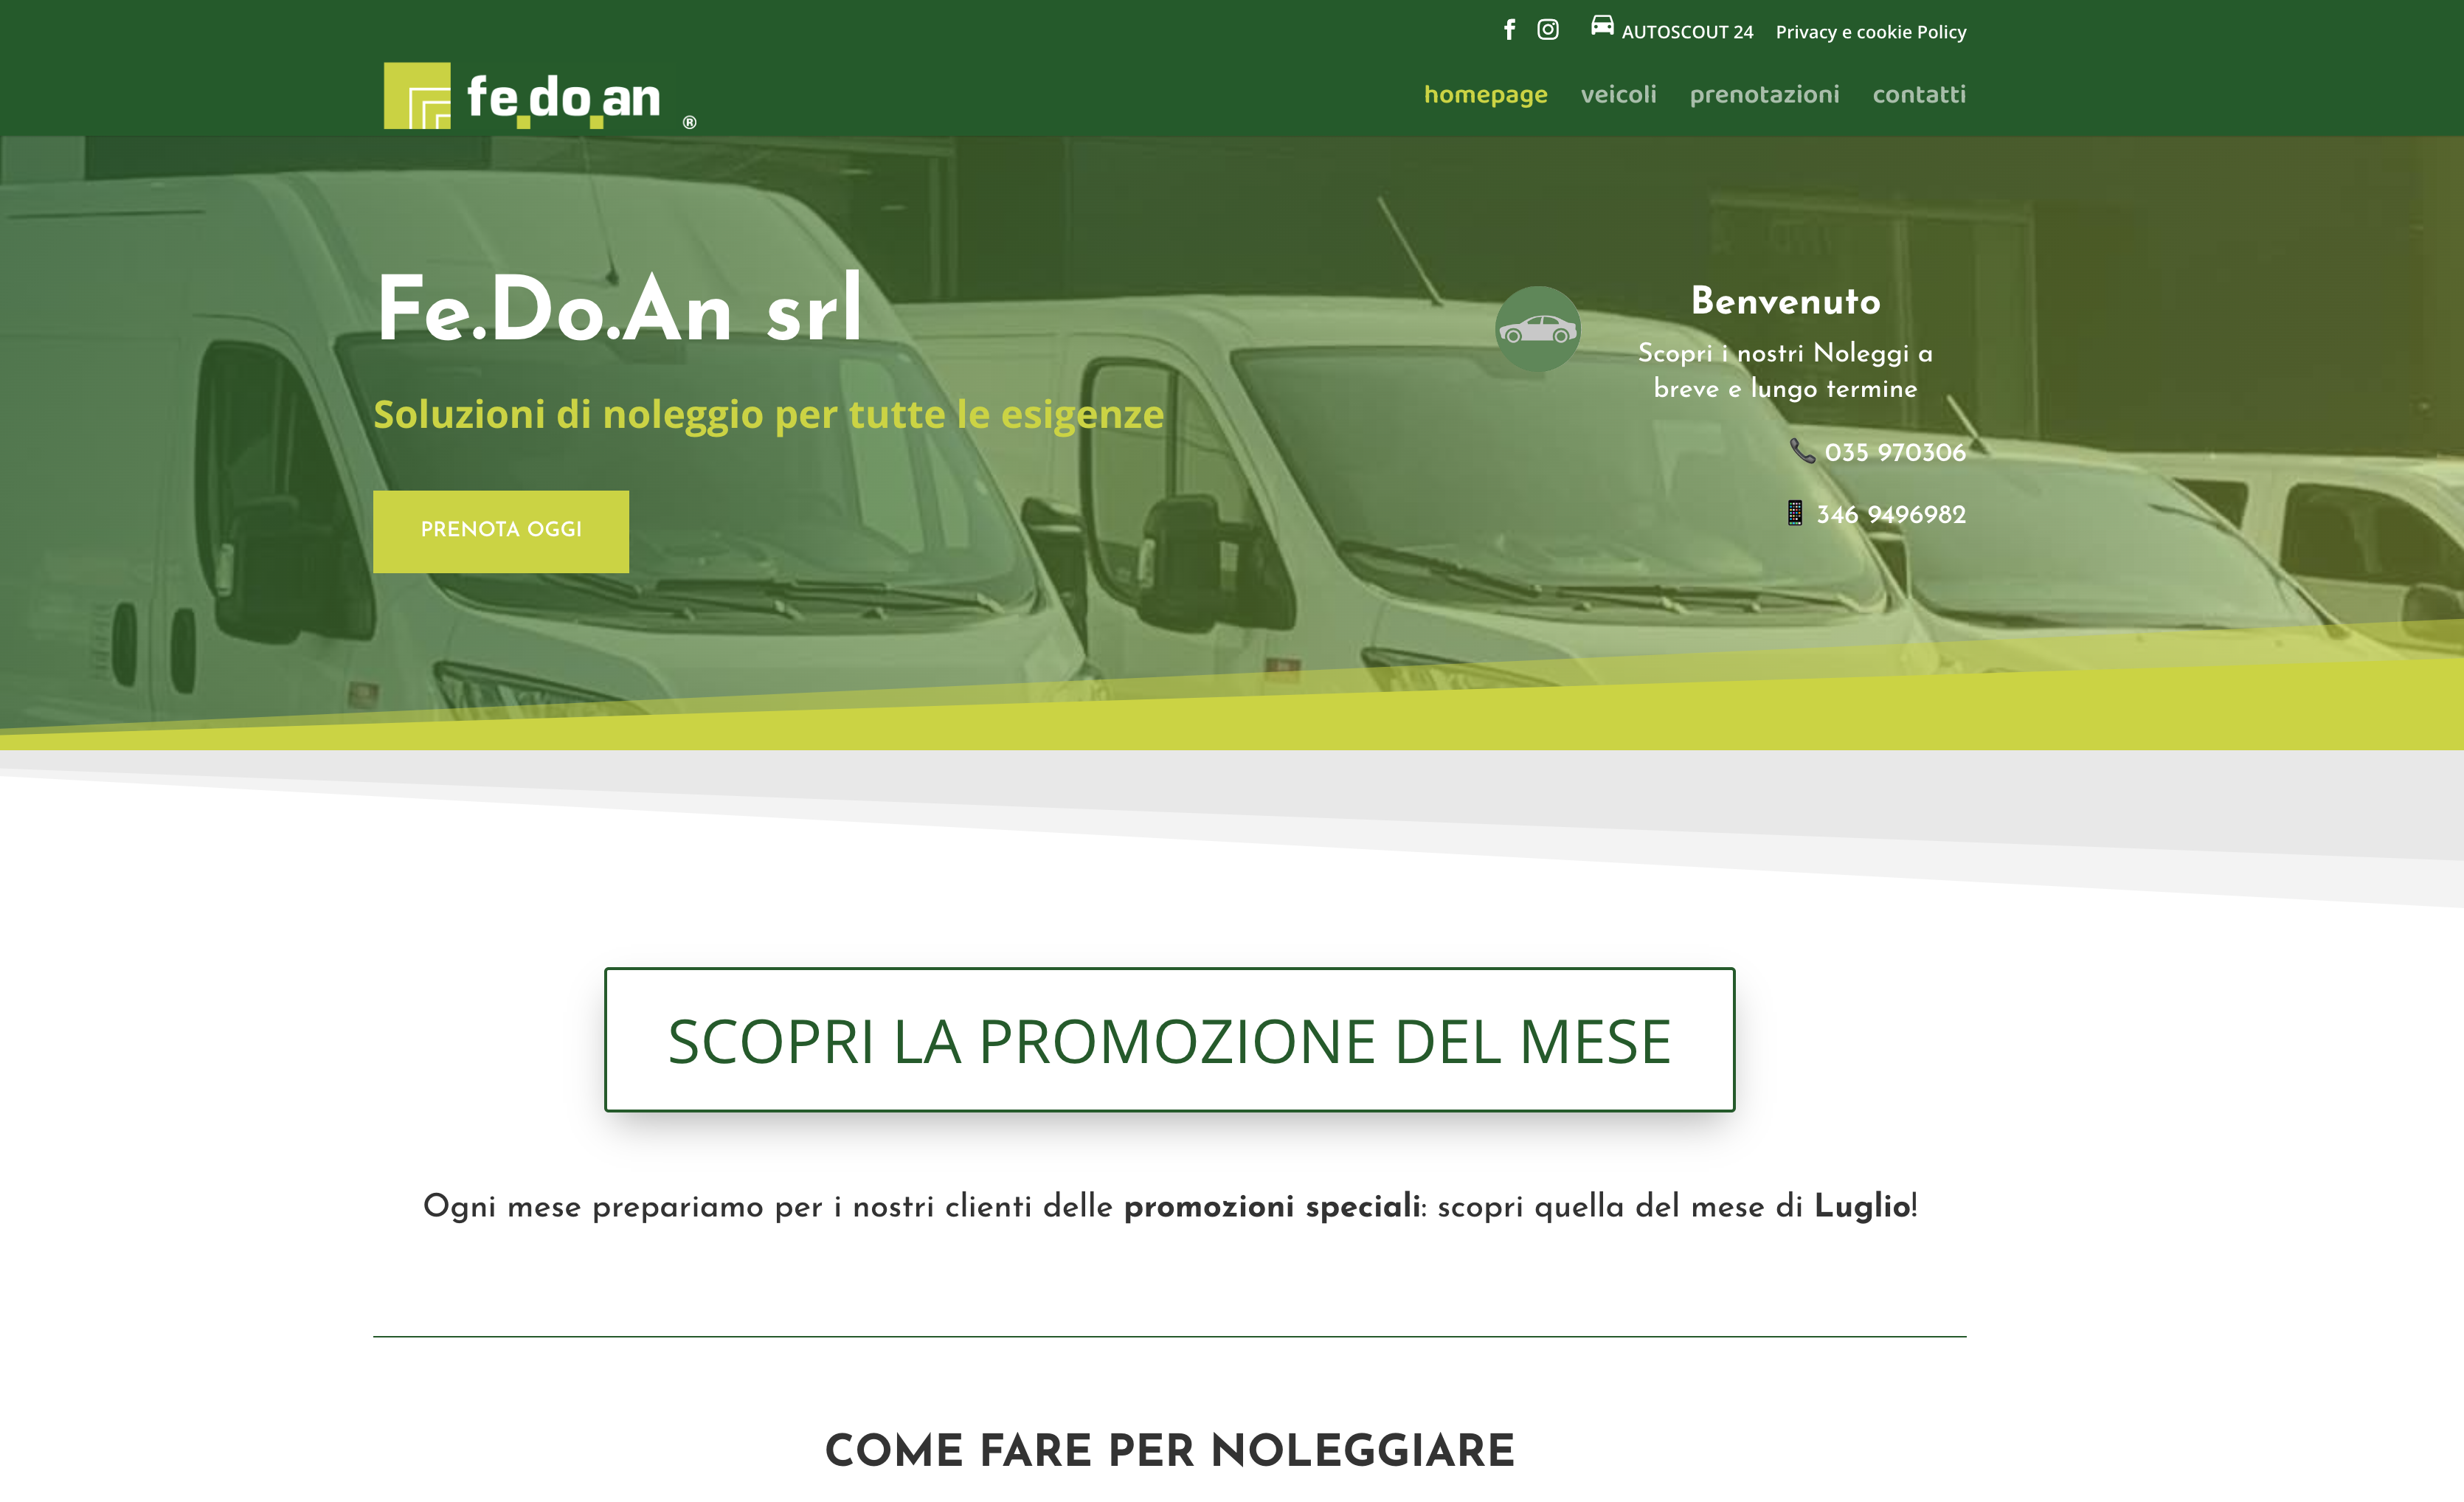 AUTOSCOUT 24
Privacy e cookie Policy
fe.do.an ®
homepage
veicoli
prenotazioni
contatti
Fe.Do.An srl
Soluzioni di noleggio per tutte le esigenze
PRENOTA OGGI
Benvenuto
Scopri i nostri Noleggi a
breve e lungo termine
035 970306
346 9496982
SCOPRI LA PROMOZIONE DEL MESE
Ogni mese prepariamo per i nostri clienti delle promozioni speciali: scopri quella del mese di Luglio!
COME FARE PER NOLEGGIARE